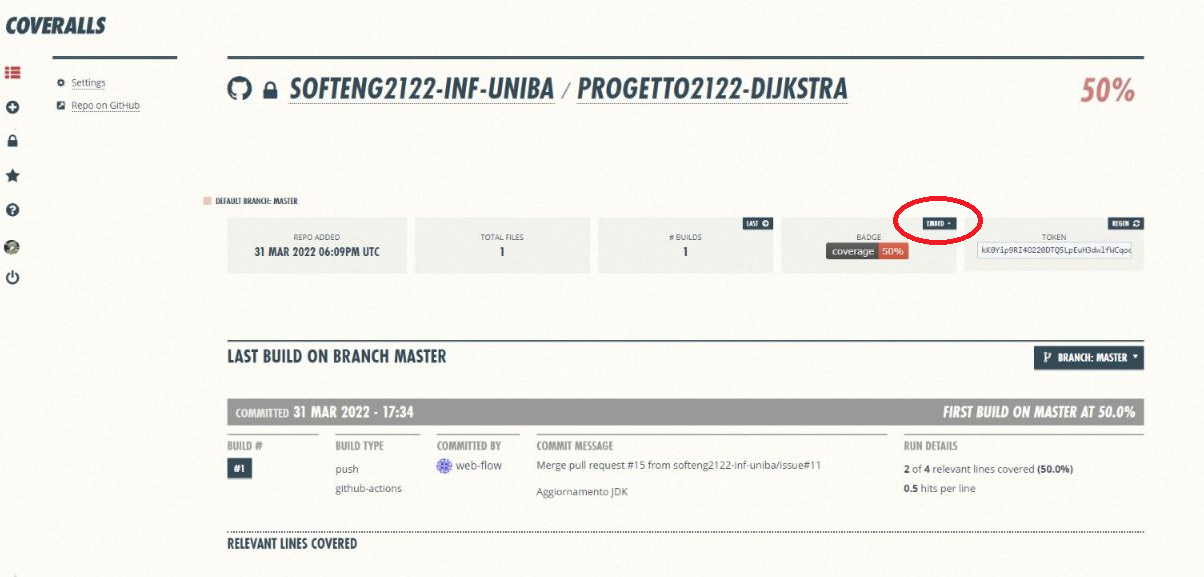 COVERALLS
Settings
Repo on GitHub
SOFTENG2122-INF-UNIBA / PROGETTO2122-DIJKSTRA
50%
DEFAULT BRANCH: MASTER
REPO ADDED
31 MAR 2022 06:09PM UTC
TOTAL FILES
1
LAST
# BUILDS
1
EMBED
BADGE
coverage 50%
REGEN
TOKEN
LAST BUILD ON BRANCH MASTER
BRANCH: MASTER
COMMITTED 31 MAR 2022 - 17:34
FIRST BUILD ON MASTER AT 50.0%
BUILD #
#1
BUILD TYPE
push
github-actions
COMMITTED BY
web-flow
COMMIT MESSAGE
Merge pull request #15 from softeng2122-inf-uniba/issue#11
Aggiornamento JDK
RUN DETAILS
2 of 4 relevant lines covered (50.0%)
0.5 hits per line
RELEVANT LINES COVERED